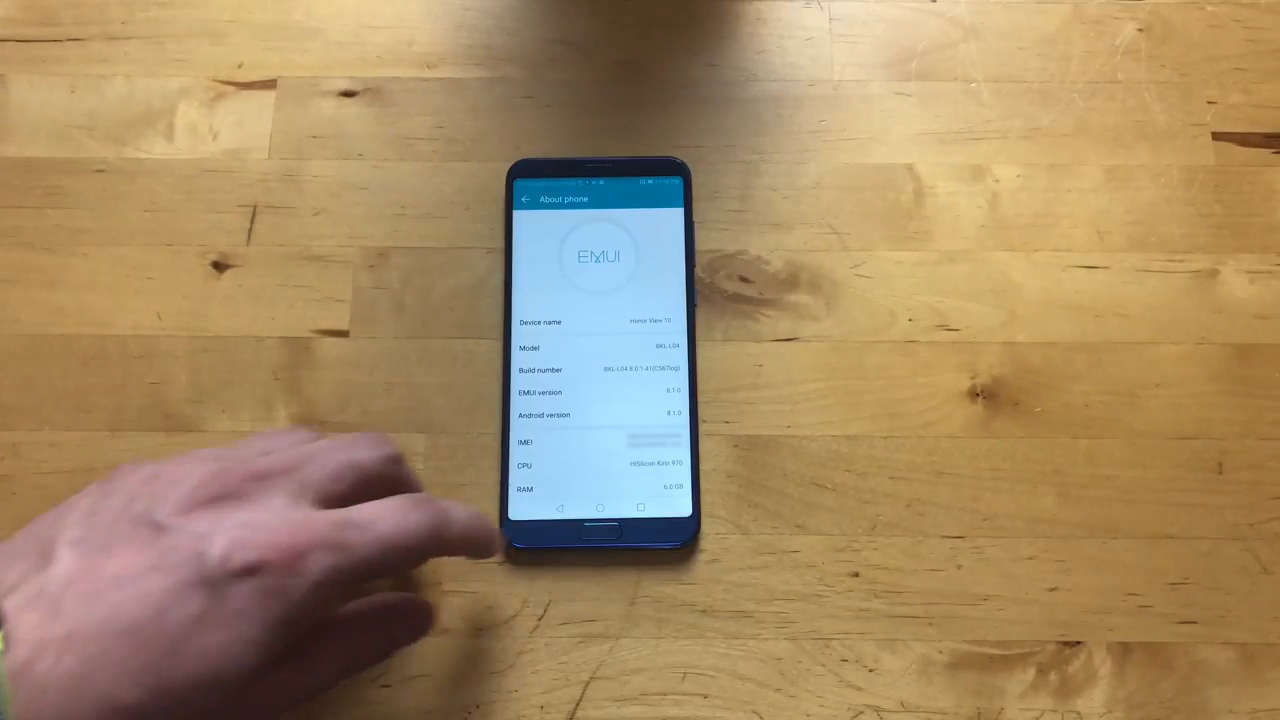 About phone
EMUI
Device name Honor View 10
Model BKL-L04
Build number BKL-L04 8.0.1.41(C567log)
EMUI version 8.1.0
Android version 8.1.0
IMEI
CPU HiSilicon Kirin 970
RAM 6.0 GB